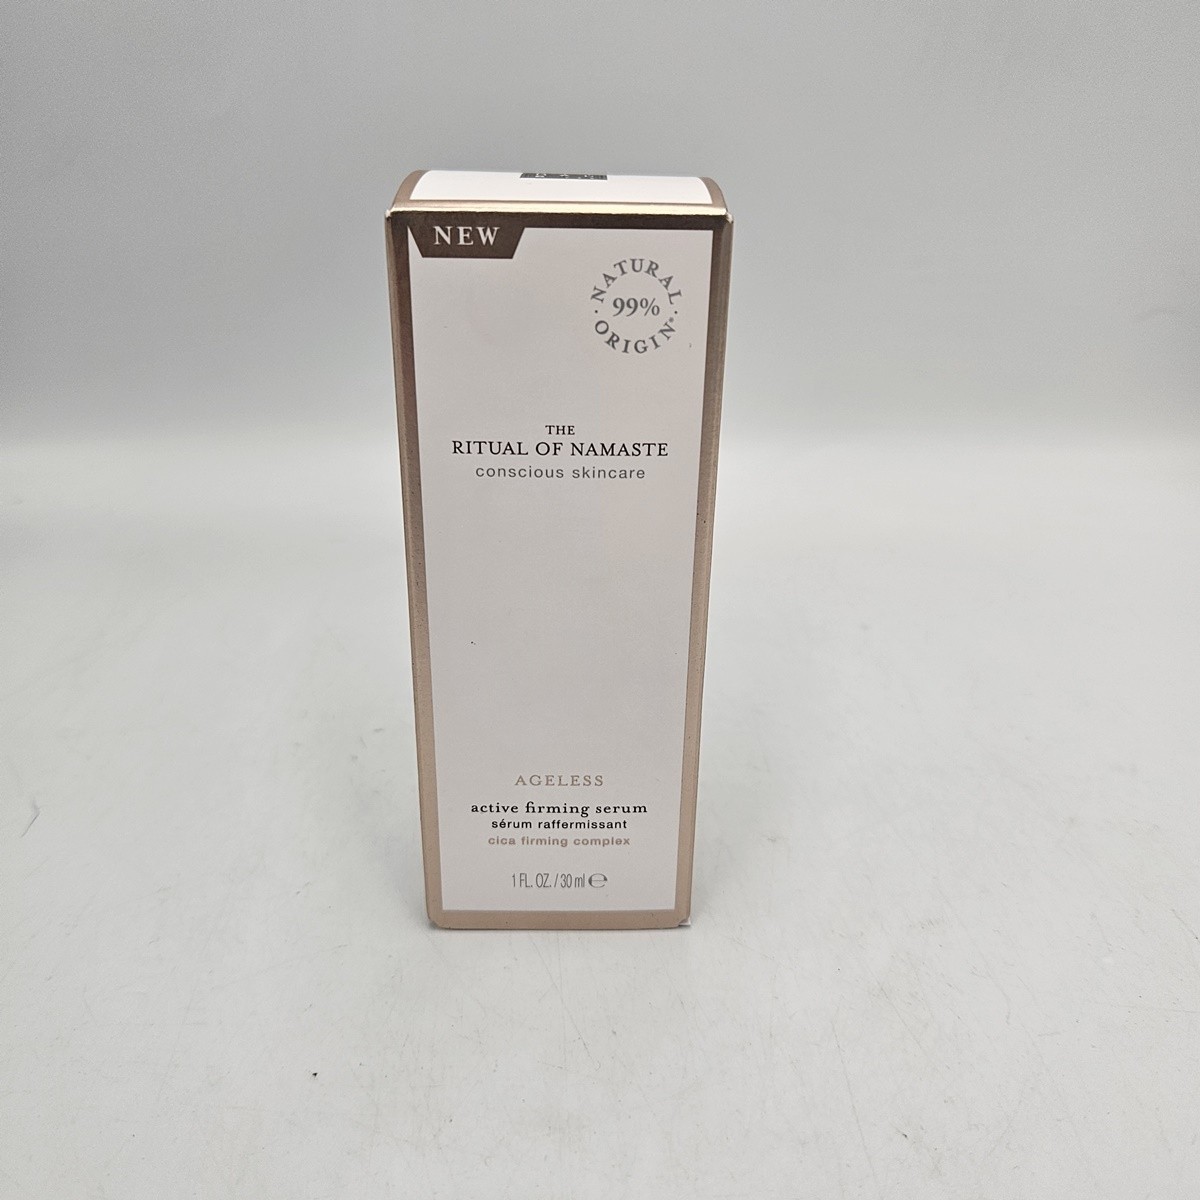 NEW
NATURAL
99%
ORIGIN*
THE
RITUAL OF NAMASTE
conscious skincare
AGELESS
active firming serum
sérum raffermissant
cica firming complex
1 FL. OZ. / 30 ml ℮